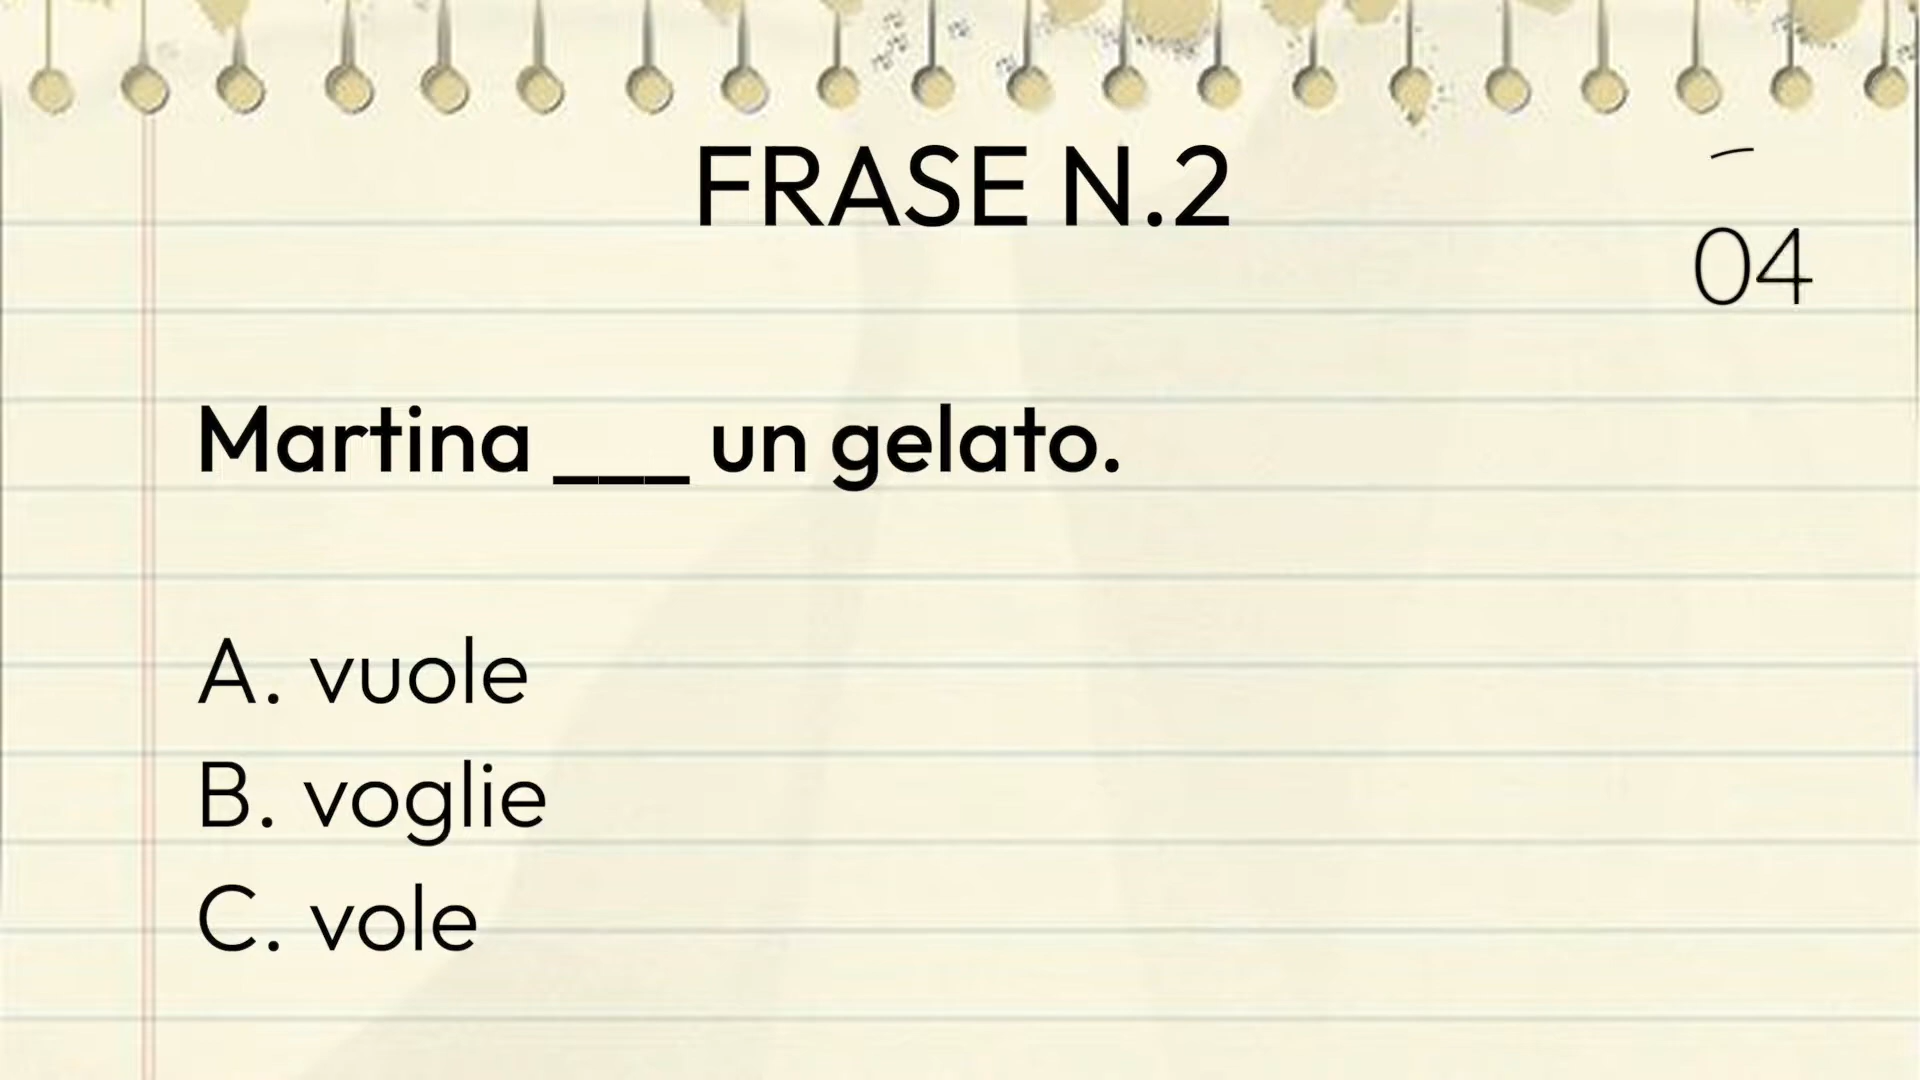 FRASE N.2
04
Martina ___ un gelato.
A. vuole
B. voglie
C. vole